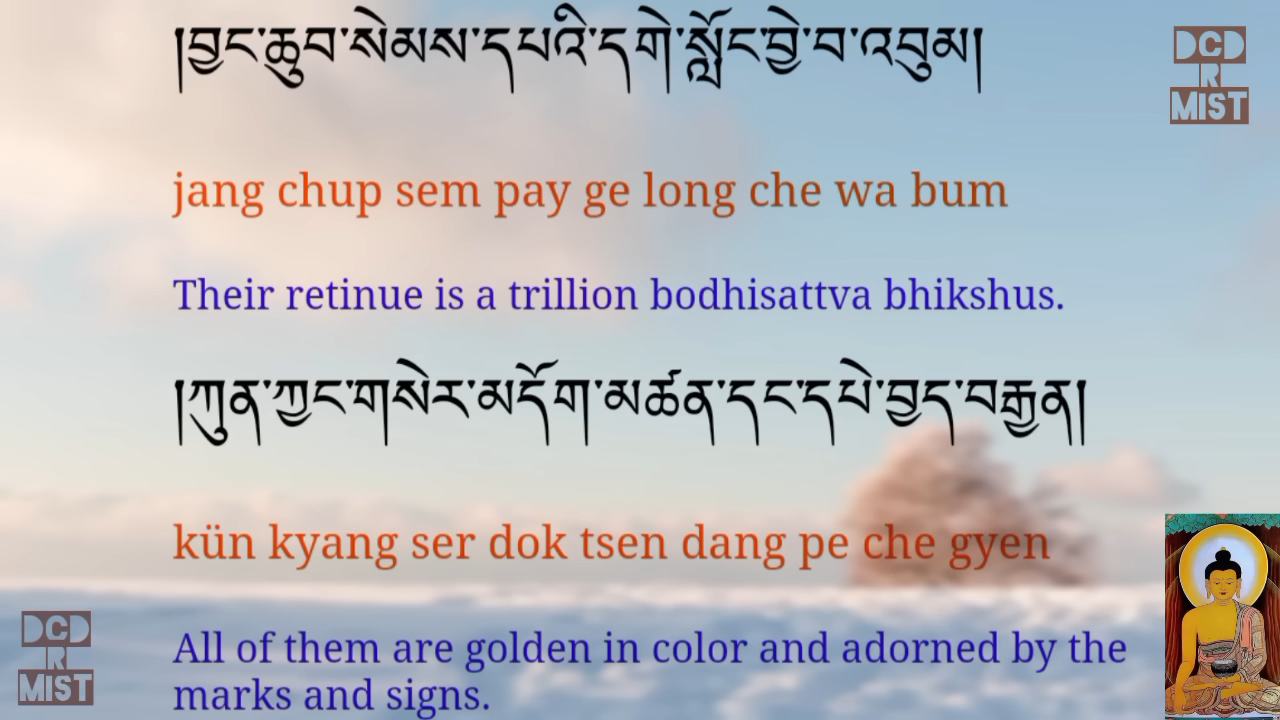 །བྱང་ཆུབ་སེམས་དཔའི་དགེ་སློང་བྱེ་བ་འབུམ།
DCD
R
MIST
jang chup sem pay ge long che wa bum
Their retinue is a trillion bodhisattva bhikshus.
།ཀུན་ཀྱང་གསེར་མདོག་མཚན་དང་དཔེ་བྱད་བརྒྱན།
kün kyang ser dok tsen dang pe che gyen
All of them are golden in color and adorned by the
marks and signs.
DCD
R
MIST